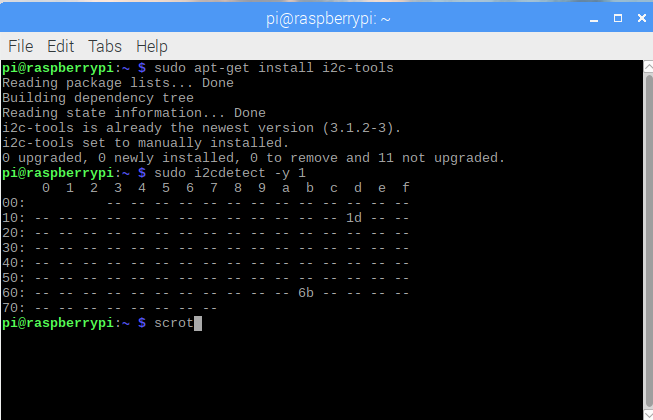 pi@raspberrypi: ~
File Edit Tabs Help
pi@raspberrypi:~ $ sudo apt-get install i2c-tools
Reading package lists... Done
Building dependency tree
Reading state information... Done
i2c-tools is already the newest version (3.1.2-3).
i2c-tools set to manually installed.
0 upgraded, 0 newly installed, 0 to remove and 11 not upgraded.
pi@raspberrypi:~ $ sudo i2cdetect -y 1
     0  1  2  3  4  5  6  7  8  9  a  b  c  d  e  f
00:          -- -- -- -- -- -- -- -- -- -- -- -- --
10: -- -- -- -- -- -- -- -- -- -- -- -- -- 1d -- --
20: -- -- -- -- -- -- -- -- -- -- -- -- -- -- -- --
30: -- -- -- -- -- -- -- -- -- -- -- -- -- -- -- --
40: -- -- -- -- -- -- -- -- -- -- -- -- -- -- -- --
50: -- -- -- -- -- -- -- -- -- -- -- -- -- -- -- --
60: -- -- -- -- -- -- -- -- -- -- -- 6b -- -- -- --
70: -- -- -- -- -- -- -- --
pi@raspberrypi:~ $ scrot